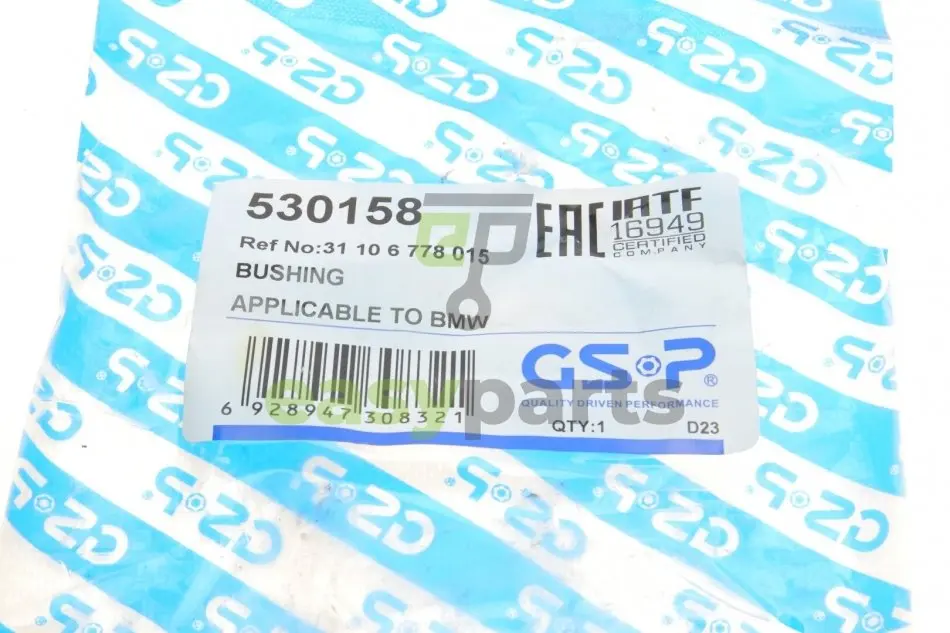 530158
Ref No:31 10 6 778 015
BUSHING
APPLICABLE TO BMW
EAC
IATF
16949
CERTIFIED
COMPANY
6 928947 308321
GSP®
QUALITY DRIVEN PERFORMANCE
QTY:1 D23
easyparts